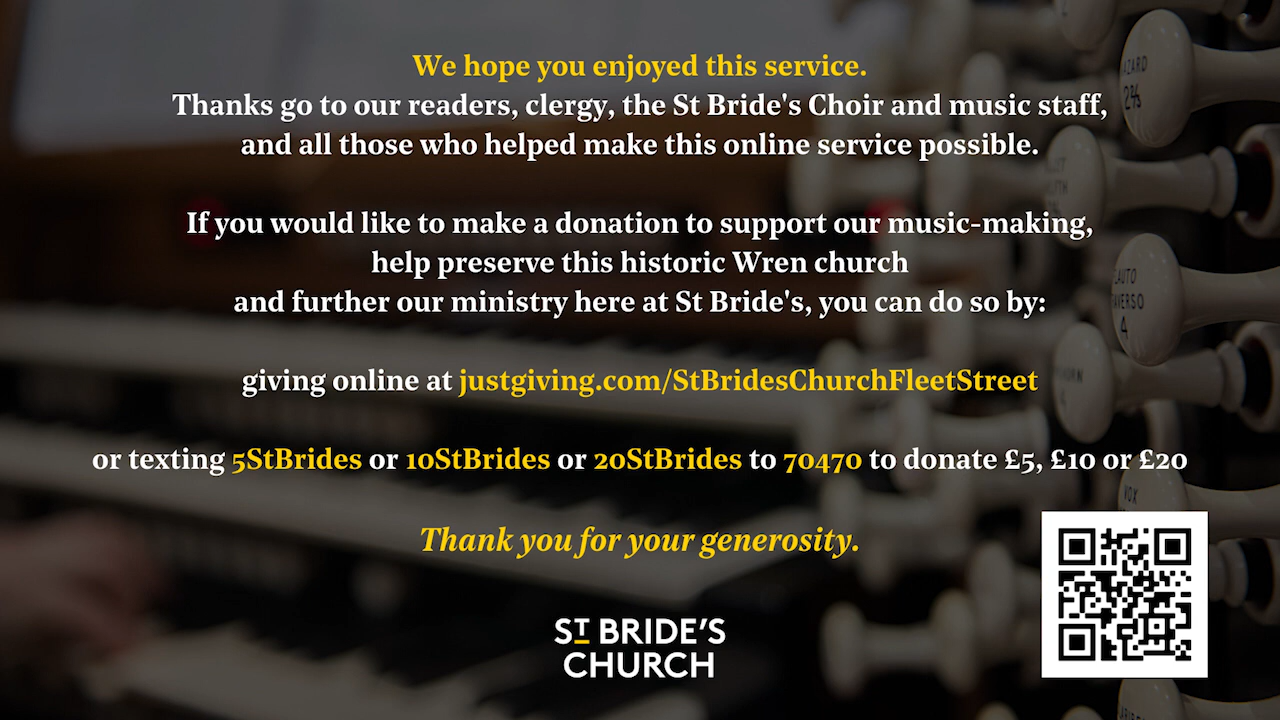 We hope you enjoyed this service.
Thanks go to our readers, clergy, the St Bride's Choir and music staff,
and all those who helped make this online service possible.
If you would like to make a donation to support our music-making,
help preserve this historic Wren church
and further our ministry here at St Bride's, you can do so by:
giving online at justgiving.com/StBridesChurchFleetStreet
or texting 5StBrides or 10StBrides or 20StBrides to 70470 to donate £5, £10 or £20
Thank you for your generosity.
ST BRIDE'S
CHURCH
2⅔
4
VOX